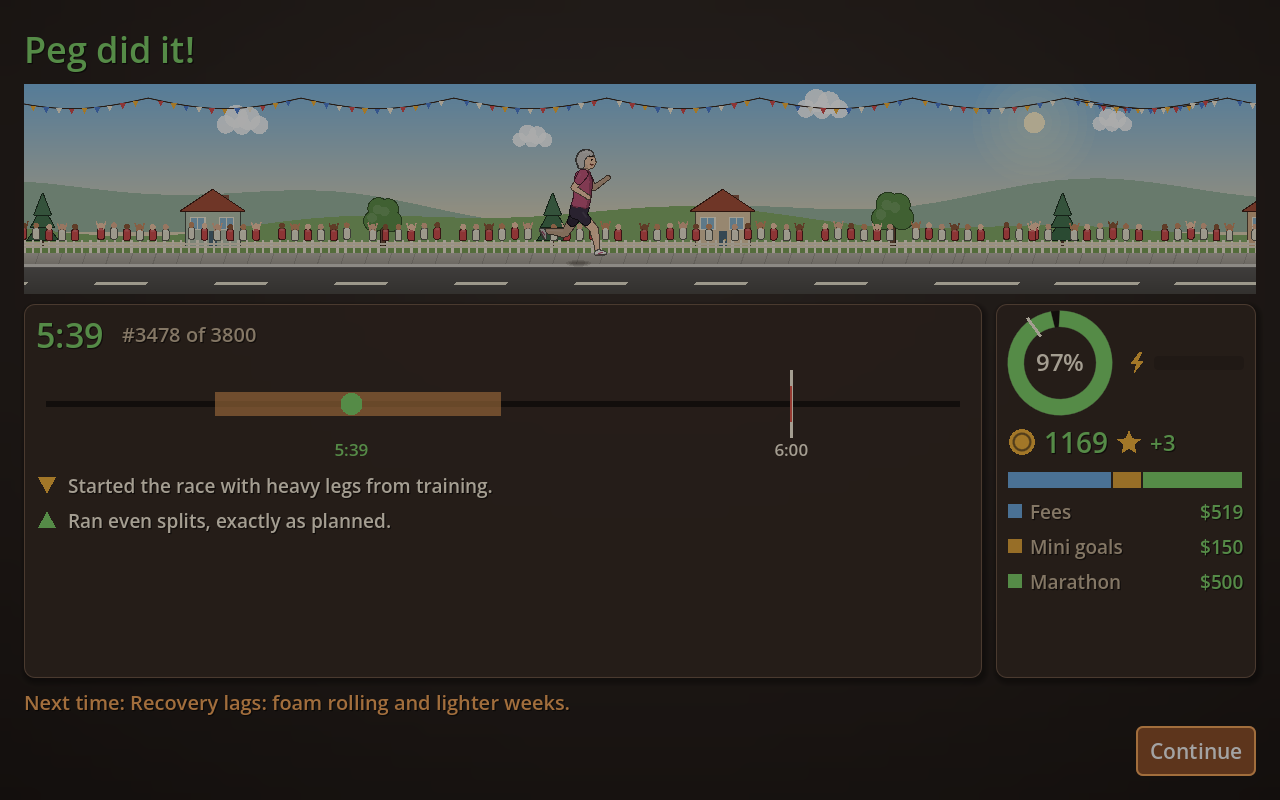 Peg did it!
5:39 #3478 of 3800
5:39 6:00
Started the race with heavy legs from training.
Ran even splits, exactly as planned.
97%
1169 +3
Fees $519
Mini goals $150
Marathon $500
Next time: Recovery lags: foam rolling and lighter weeks.
Continue